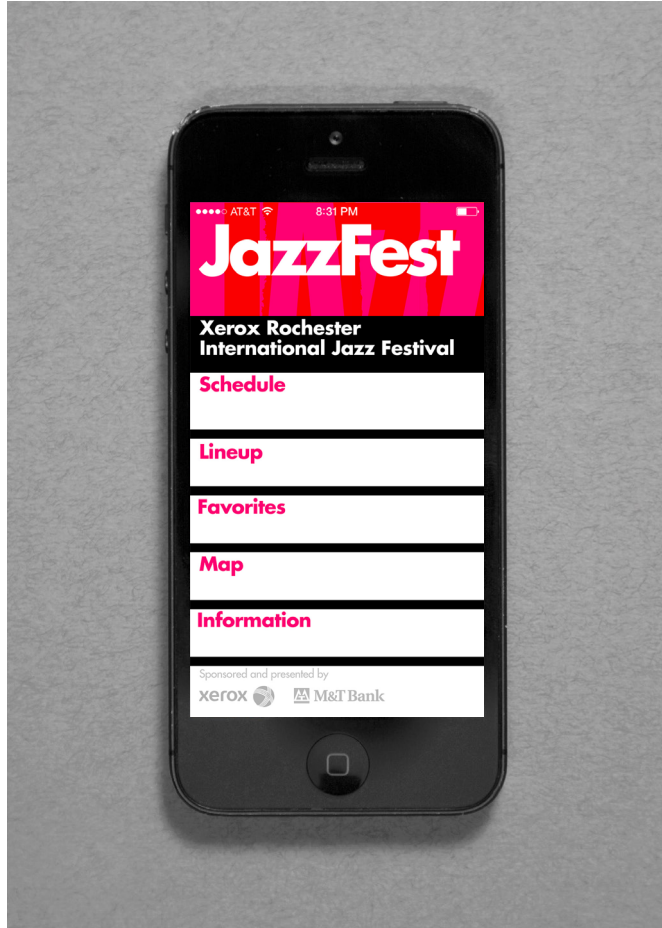 AT&T 8:31 PM
JazzFest
Xerox Rochester
International Jazz Festival
Schedule
Lineup
Favorites
Map
Information
Sponsored and presented by
xerox M&T Bank